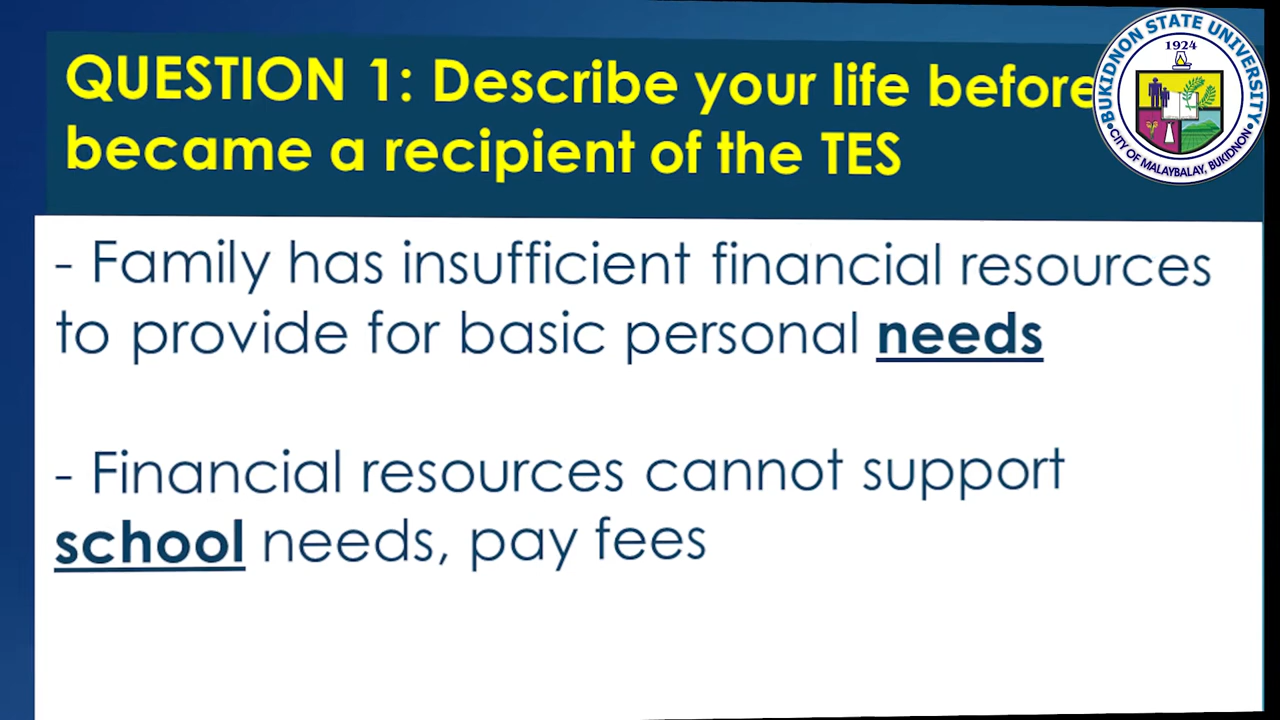 QUESTION 1: Describe your life before
became a recipient of the TES
- Family has insufficient financial resources
to provide for basic personal needs
- Financial resources cannot support
school needs, pay fees
BUKIDNON STATE UNIVERSITY
1924
CITY OF MALAYBALAY, BUKIDNON